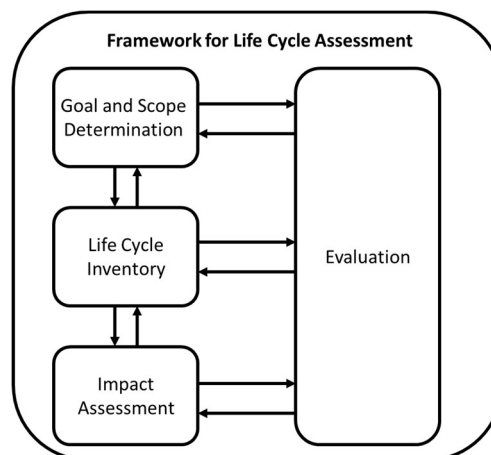 Framework for Life Cycle Assessment
Goal and Scope
Determination
Life Cycle
Inventory
Evaluation
Impact
Assessment